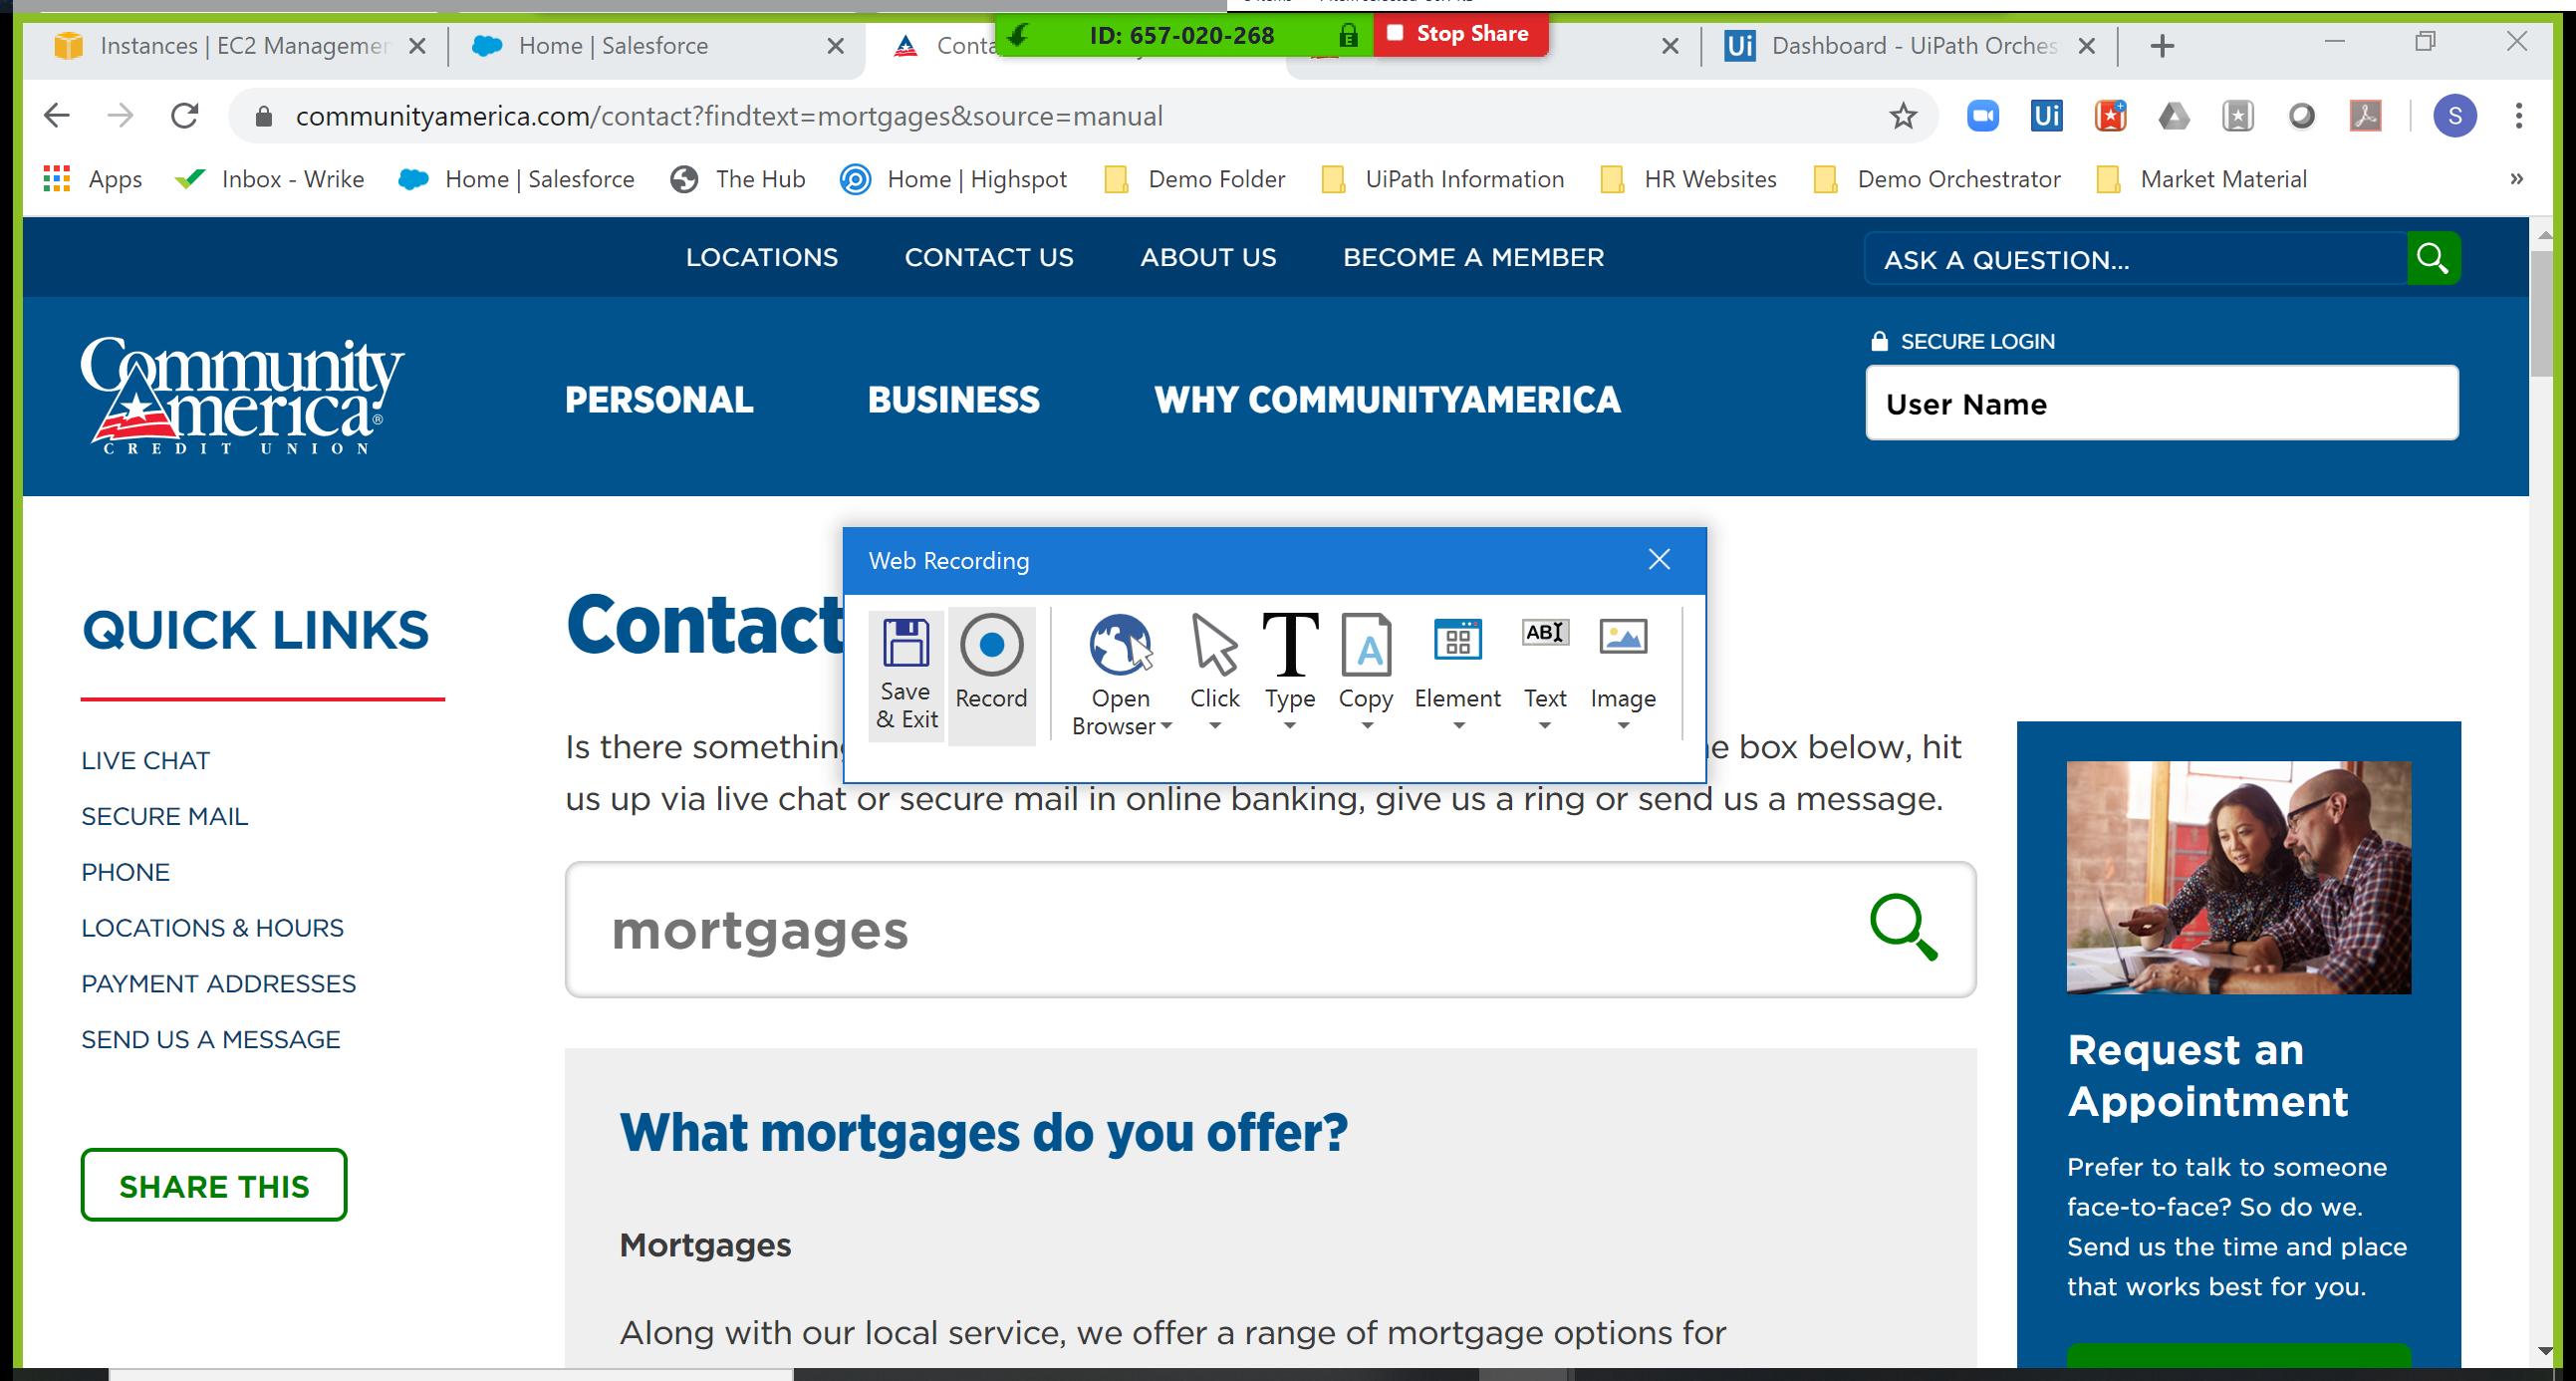 Instances | EC2 Managemen
Home | Salesforce
Conta
ID: 657-020-268
Stop Share
Ui Dashboard - UiPath Orches
communityamerica.com/contact?findtext=mortgages&source=manual
Ui
S
Apps
Inbox - Wrike
Home | Salesforce
The Hub
Home | Highspot
Demo Folder
UiPath Information
HR Websites
Demo Orchestrator
Market Material
»
LOCATIONS
CONTACT US
ABOUT US
BECOME A MEMBER
ASK A QUESTION...
Community
America®
CREDIT UNION
PERSONAL
BUSINESS
WHY COMMUNITYAMERICA
SECURE LOGIN
User Name
Web Recording
Save
& Exit
Record
Open
Browser
Click
Type
Copy
Element
Text
Image
QUICK LINKS
LIVE CHAT
SECURE MAIL
PHONE
LOCATIONS & HOURS
PAYMENT ADDRESSES
SEND US A MESSAGE
SHARE THIS
Contact
Is there something box below, hit
us up via live chat or secure mail in online banking, give us a ring or send us a message.
mortgages
What mortgages do you offer?
Mortgages
Along with our local service, we offer a range of mortgage options for
Request an
Appointment
Prefer to talk to someone
face-to-face? So do we.
Send us the time and place
that works best for you.